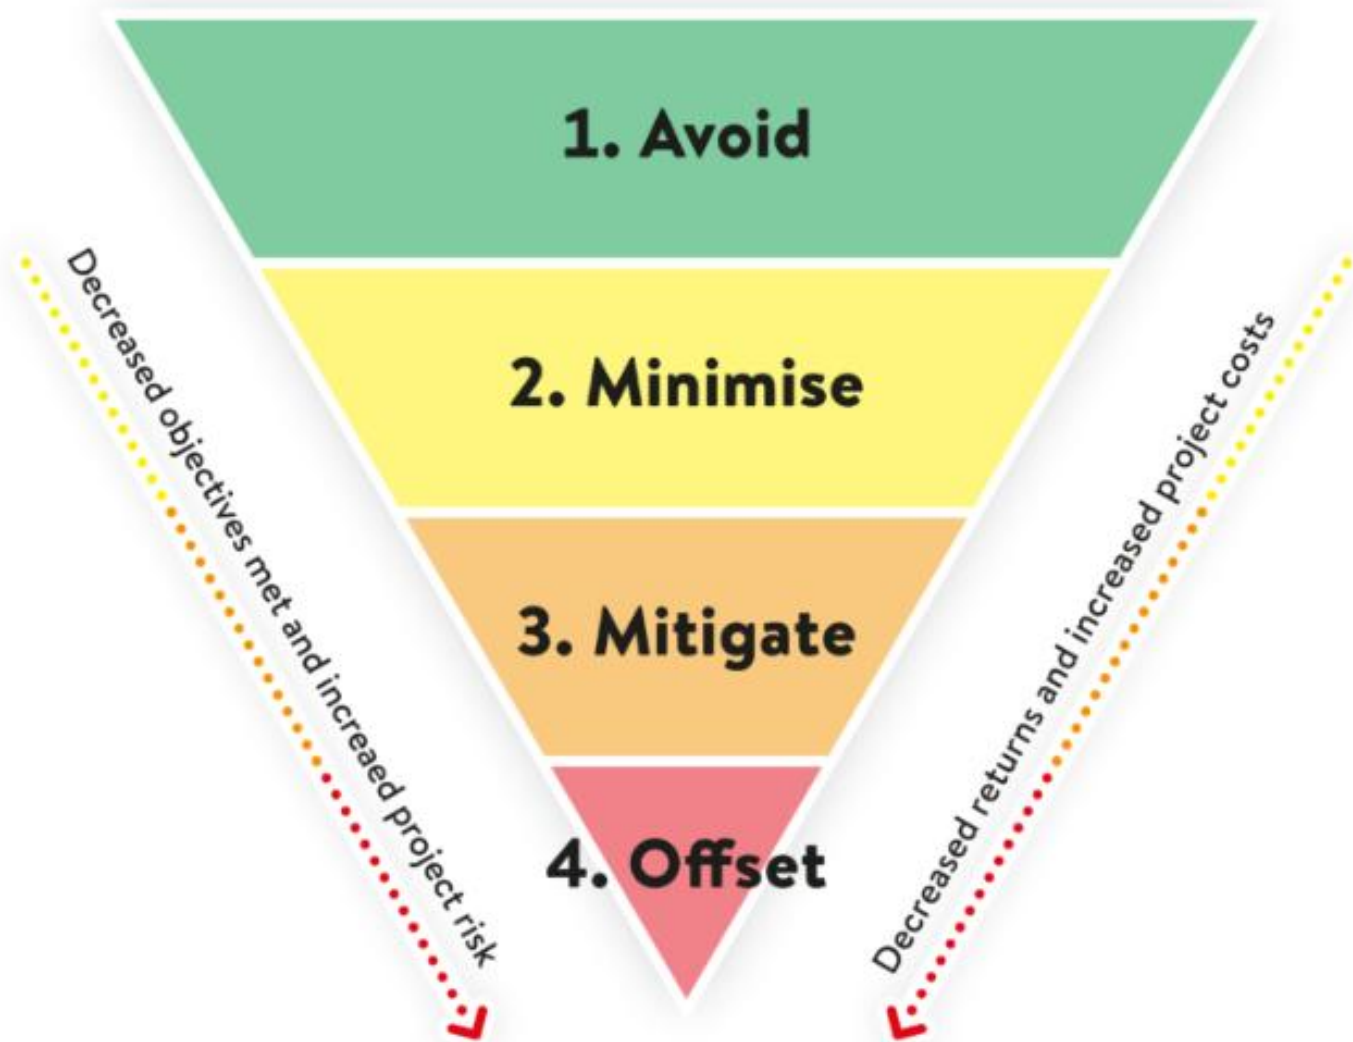 1. Avoid
2. Minimise
3. Mitigate
4. Offset
Decreased objectives met and increaed project risk
Decreased returns and increased project costs